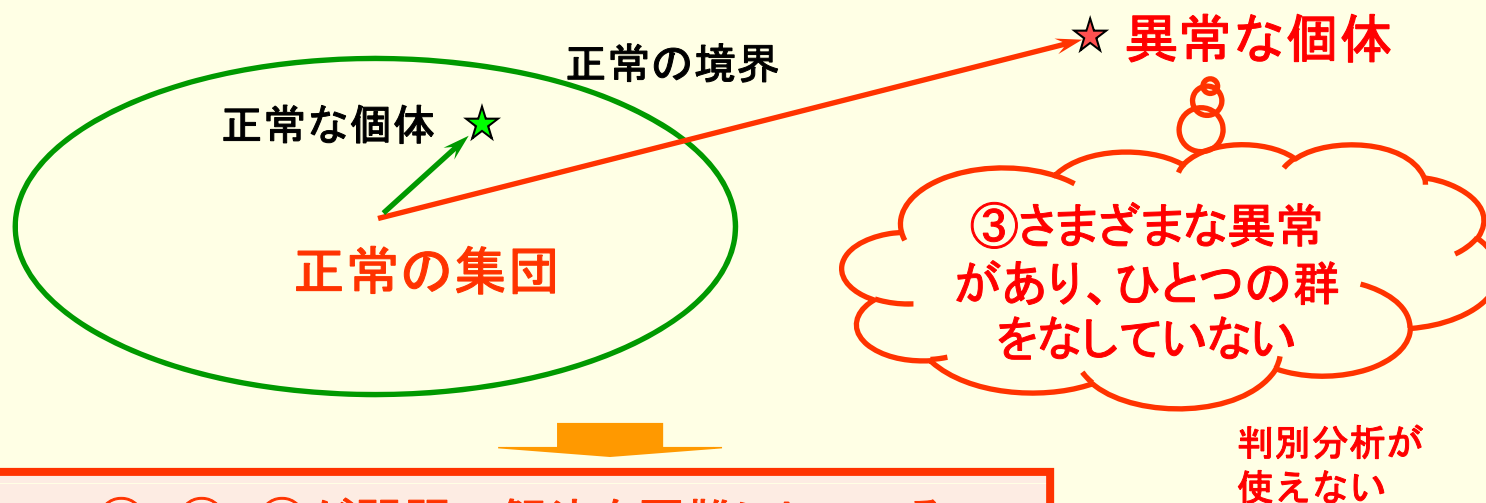 正常の境界
異常な個体
正常な個体
正常の集団
③さまざまな異常
があり、ひとつの群
をなしていない
判別分析が
使えない